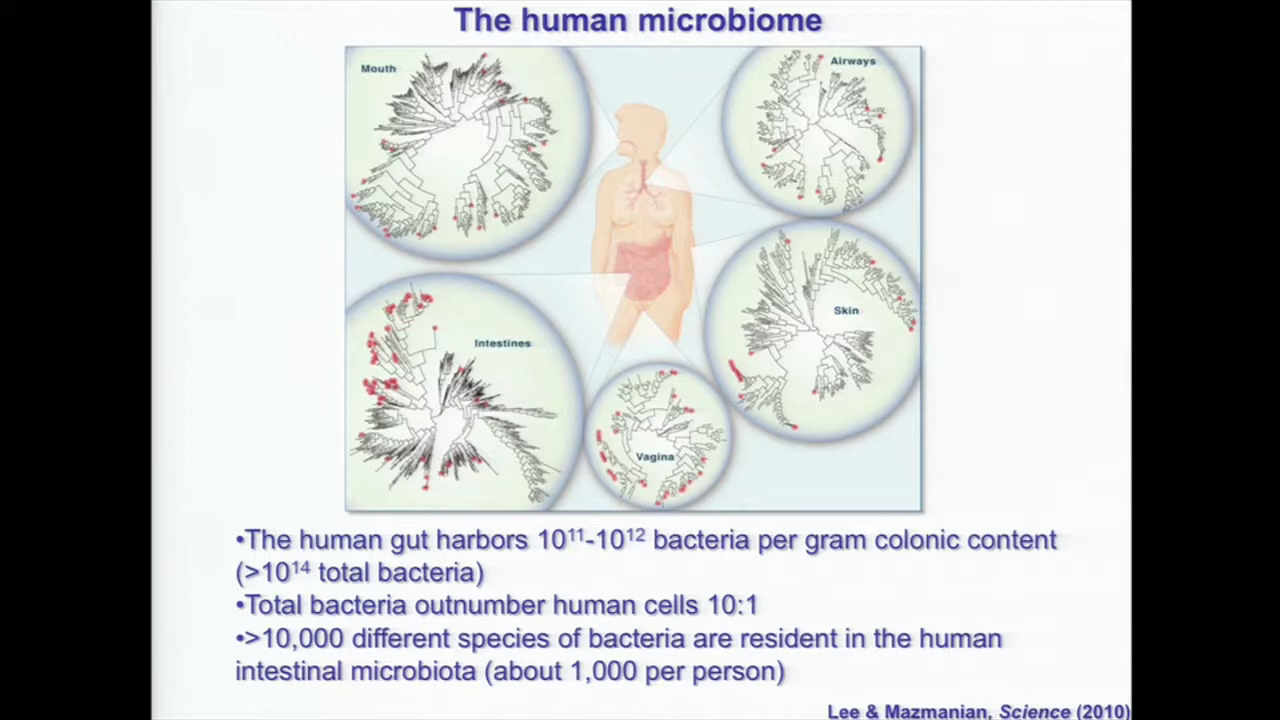 The human microbiome
Mouth
Airways
Skin
Intestines
Vagina
•The human gut harbors 10¹¹-10¹² bacteria per gram colonic content
(>10¹⁴ total bacteria)
•Total bacteria outnumber human cells 10:1
•>10,000 different species of bacteria are resident in the human
intestinal microbiota (about 1,000 per person)
Lee & Mazmanian, Science (2010)